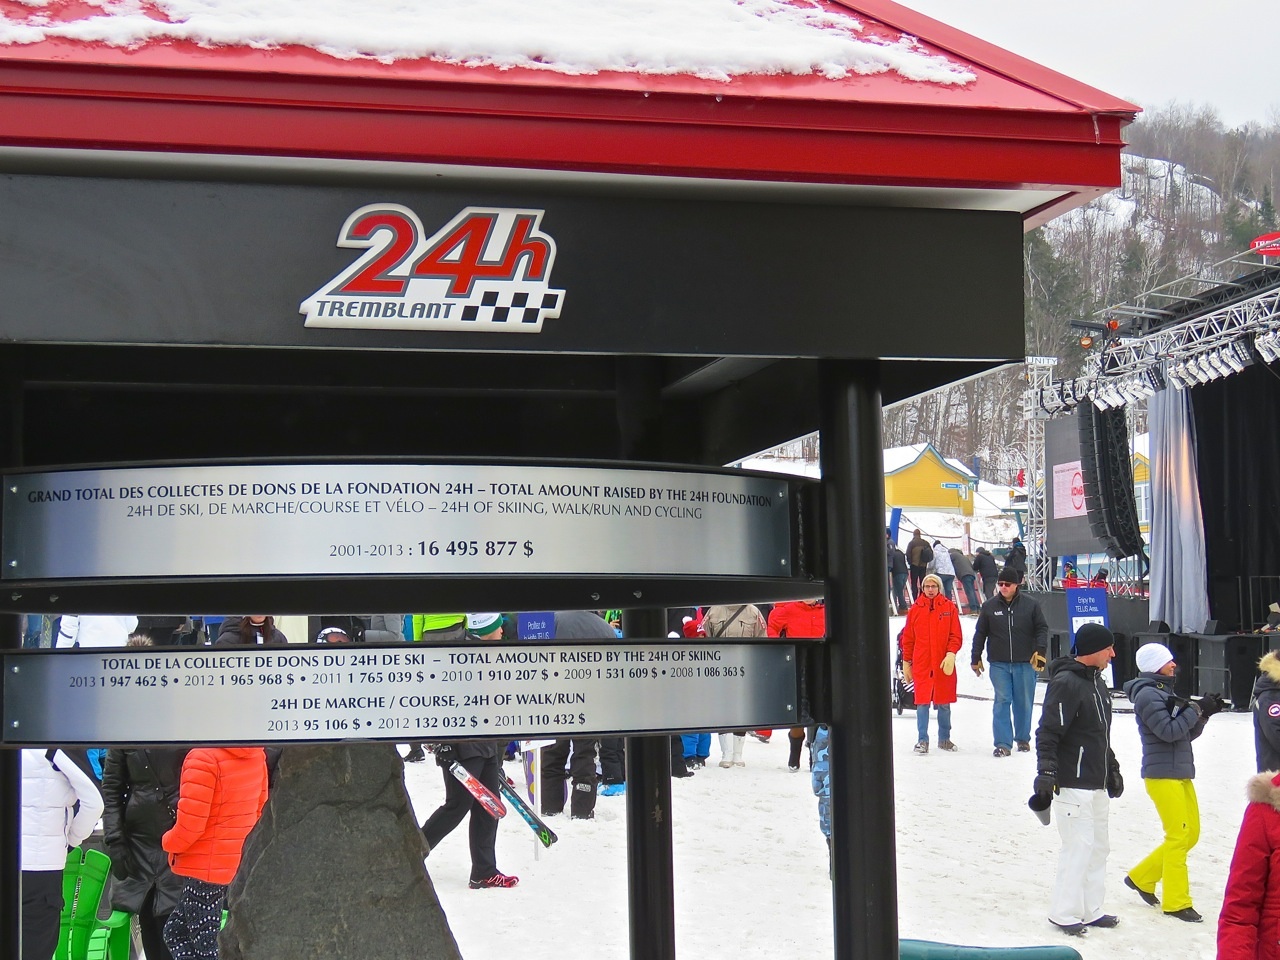 24h
TREMBLANT
GRAND TOTAL DES COLLECTES DE DONS DE LA FONDATION 24H – TOTAL AMOUNT RAISED BY THE 24H FOUNDATION
24H DE SKI, DE MARCHE/COURSE ET VÉLO – 24H OF SKIING, WALK/RUN AND CYCLING
2001-2013 : 16 495 877 $
TOTAL DE LA COLLECTE DE DONS DU 24H DE SKI – TOTAL AMOUNT RAISED BY THE 24H OF SKIING
2013 1 947 462 $ • 2012 1 965 968 $ • 2011 1 765 039 $ • 2010 1 910 207 $ • 2009 1 531 609 $ • 2008 1 086 363 $
24H DE MARCHE / COURSE, 24H OF WALK/RUN
2013 95 106 $ • 2012 132 032 $ • 2011 110 432 $
UNITY
Enjoy the
TELUS Area